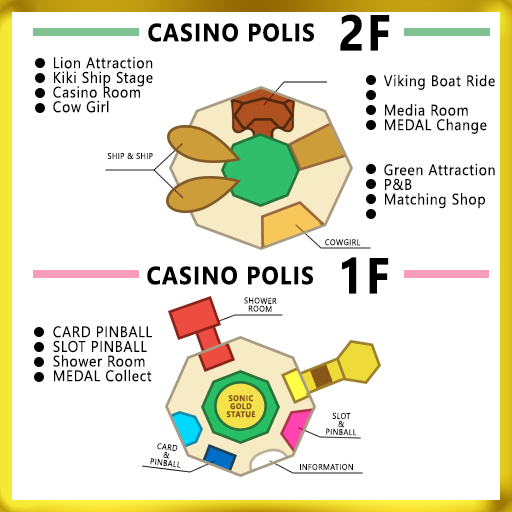 CASINO POLIS 2F
Lion Attraction
Kiki Ship Stage
Casino Room
Cow Girl
Viking Boat Ride
Media Room
MEDAL Change
SHIP & SHIP
Green Attraction
P&B
Matching Shop
COWGIRL
CASINO POLIS 1F
CARD PINBALL
SLOT PINBALL
Shower Room
MEDAL Collect
SHOWER
ROOM
SONIC
GOLD
STATUE
SLOT
&
PINBALL
CARD
&
PINBALL
INFORMATION